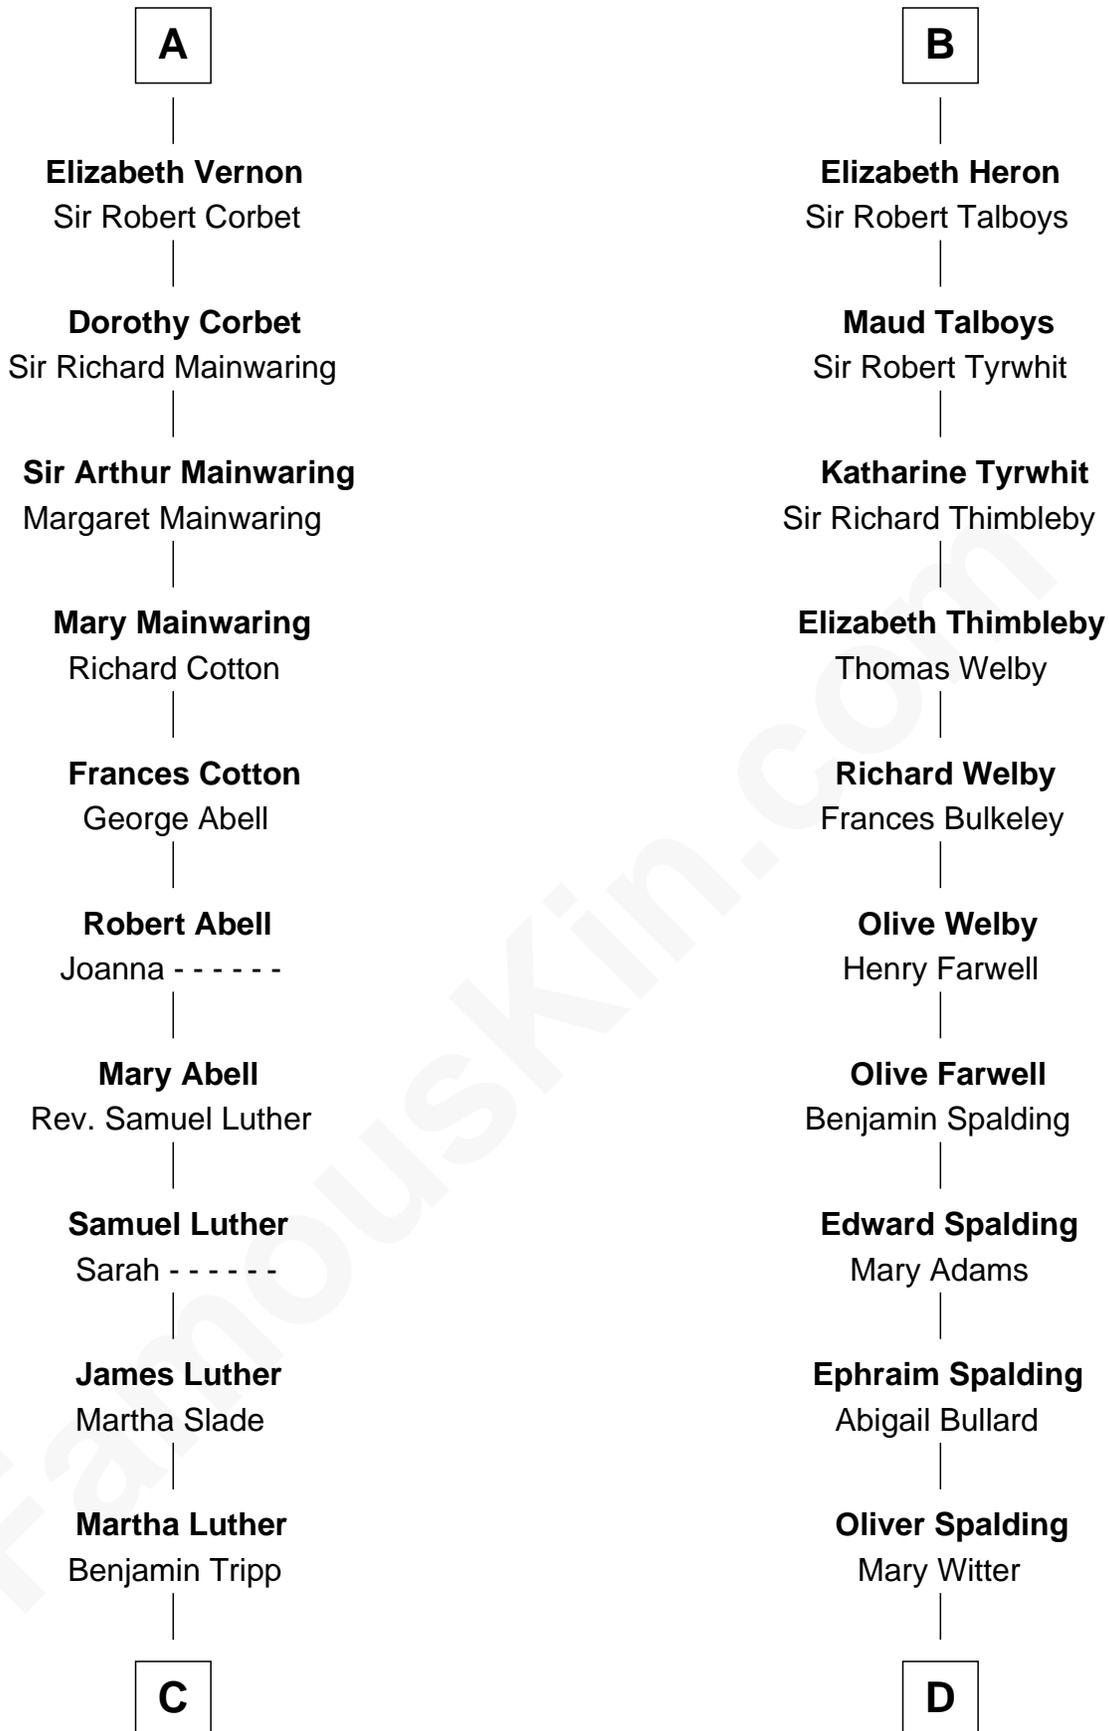 A
Elizabeth Vernon
Sir Robert Corbet
Dorothy Corbet
Sir Richard Mainwaring
Sir Arthur Mainwaring
Margaret Mainwaring
Mary Mainwaring
Richard Cotton
Frances Cotton
George Abell
Robert Abell
Joanna - - - - - -
Mary Abell
Rev. Samuel Luther
Samuel Luther
Sarah - - - - - -
James Luther
Martha Slade
Martha Luther
Benjamin Tripp
C
B
Elizabeth Heron
Sir Robert Talboys
Maud Talboys
Sir Robert Tyrwhit
Katharine Tyrwhit
Sir Richard Thimbleby
Elizabeth Thimbleby
Thomas Welby
Richard Welby
Frances Bulkeley
Olive Welby
Henry Farwell
Olive Farwell
Benjamin Spalding
Edward Spalding
Mary Adams
Ephraim Spalding
Abigail Bullard
Oliver Spalding
Mary Witter
D
FamousKin.com